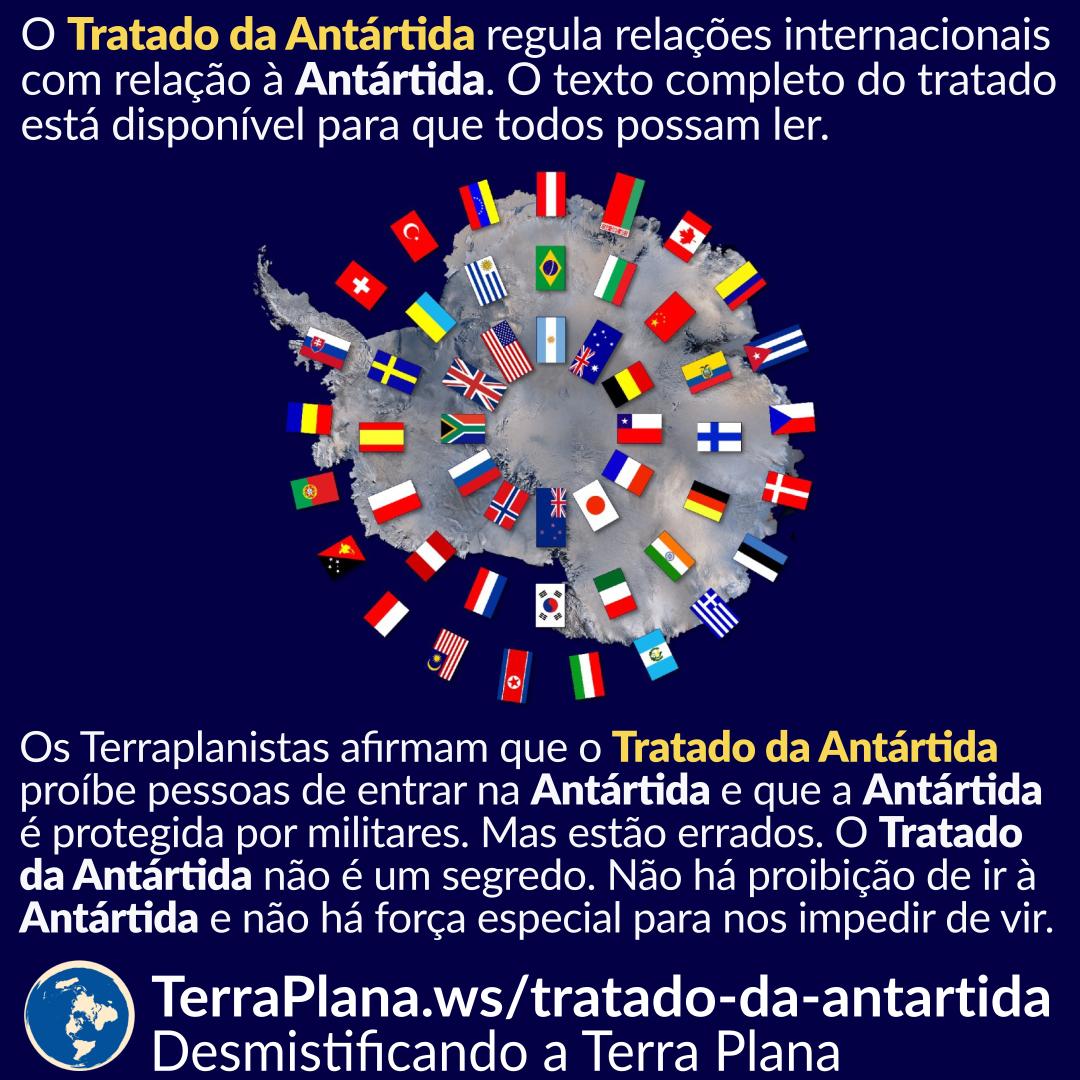 O Tratado da Antártida regula relações internacionais
com relação à Antártida. O texto completo do tratado
está disponível para que todos possam ler.
Os Terraplanistas afirmam que o Tratado da Antártida
proíbe pessoas de entrar na Antártida e que a Antártida
é protegida por militares. Mas estão errados. O Tratado
da Antártida não é um segredo. Não há proibição de ir à
Antártida e não há força especial para nos impedir de vir.
TerraPlana.ws/tratado-da-antartida
Desmistificando a Terra Plana